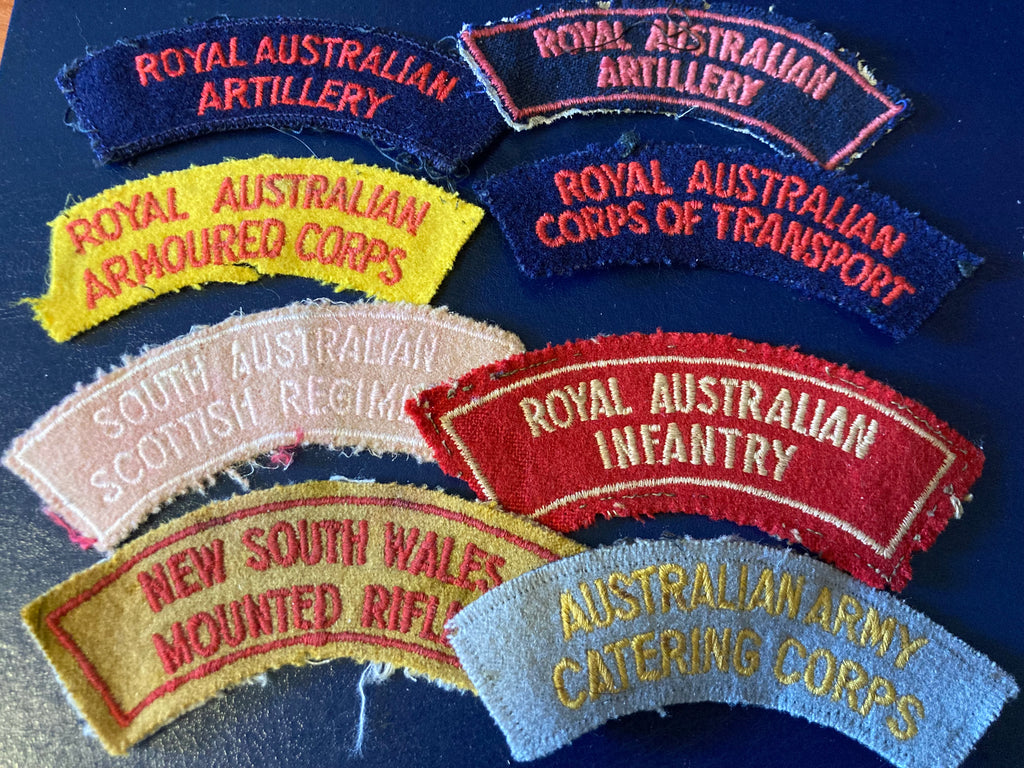 ROYAL AUSTRALIAN
ARTILLERY
ROYAL AUSTRALIAN
ARTILLERY
ROYAL AUSTRALIAN
ARMOURED CORPS
ROYAL AUSTRALIAN
CORPS OF TRANSPORT
SOUTH AUSTRALIAN
SCOTTISH
ROYAL AUSTRALIAN
INFANTRY
NEW SOUTH WALES
MOUNTED
AUSTRALIAN ARMY
CATERING CORPS